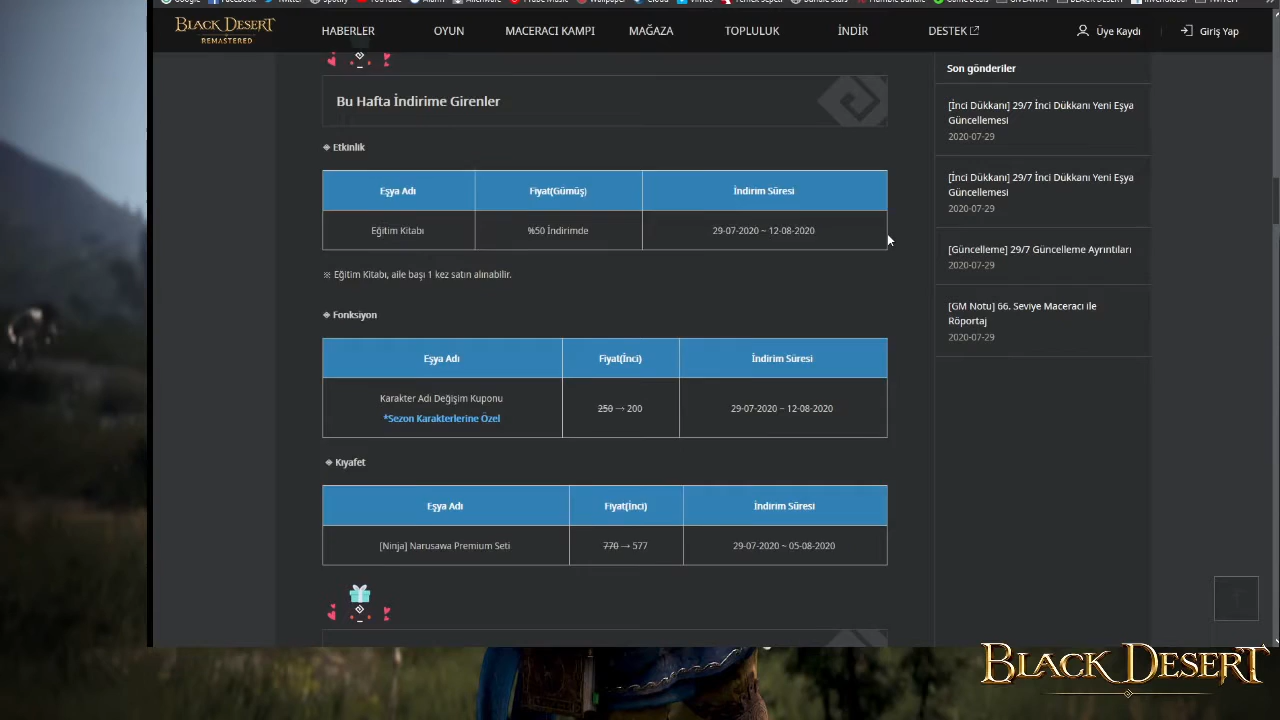 Google Facebook Twitter Spotify YouTube
BLACK DESERT
REMASTERED
HABERLER
OYUN
MACERACI KAMPI
MAĞAZA
TOPLULUK
İNDİR
DESTEK
Üye Kaydı
Giriş Yap
Bu Hafta İndirime Girenler
◈ Etkinlik
Eşya Adı Fiyat(Gümüş) İndirim Süresi
Eğitim Kitabı %50 İndirimde 29-07-2020 ~ 12-08-2020
※ Eğitim Kitabı, aile başı 1 kez satın alınabilir.
◈ Fonksiyon
Eşya Adı Fiyat(İnci) İndirim Süresi
Karakter Adı Değişim Kuponu
*Sezon Karakterlerine Özel
250 → 200 29-07-2020 ~ 12-08-2020
◈ Kıyafet
Eşya Adı Fiyat(İnci) İndirim Süresi
[Ninja] Narusawa Premium Seti 770 → 577 29-07-2020 ~ 05-08-2020
Son gönderiler
[İnci Dükkanı] 29/7 İnci Dükkanı Yeni Eşya
Güncellemesi
2020-07-29
[İnci Dükkanı] 29/7 İnci Dükkanı Yeni Eşya
Güncellemesi
2020-07-29
[Güncelleme] 29/7 Güncelleme Ayrıntıları
2020-07-29
[GM Notu] 66. Seviye Maceracı ile
Röportaj
2020-07-29
BLACK DESERT